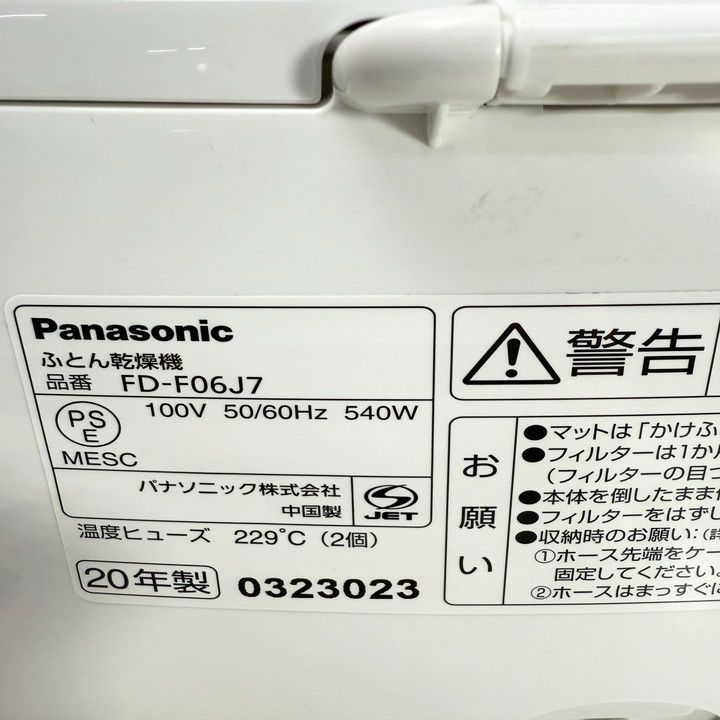 Panasonic
ふとん乾燥機
品番 FD-F06J7
100V 50/60Hz 540W
PS
E
MESC
パナソニック株式会社
中国製
JET
温度ヒューズ 229℃（2個）
20年製 0323023
警告
お願い
●マットは「かけふ
●フィルターは1か月
（フィルターの目づ
●本体を倒したまま
●フィルターをはずし
●収納時のお願い：（詳
①ホース先端をケー
固定してください
②ホースはまっすぐに